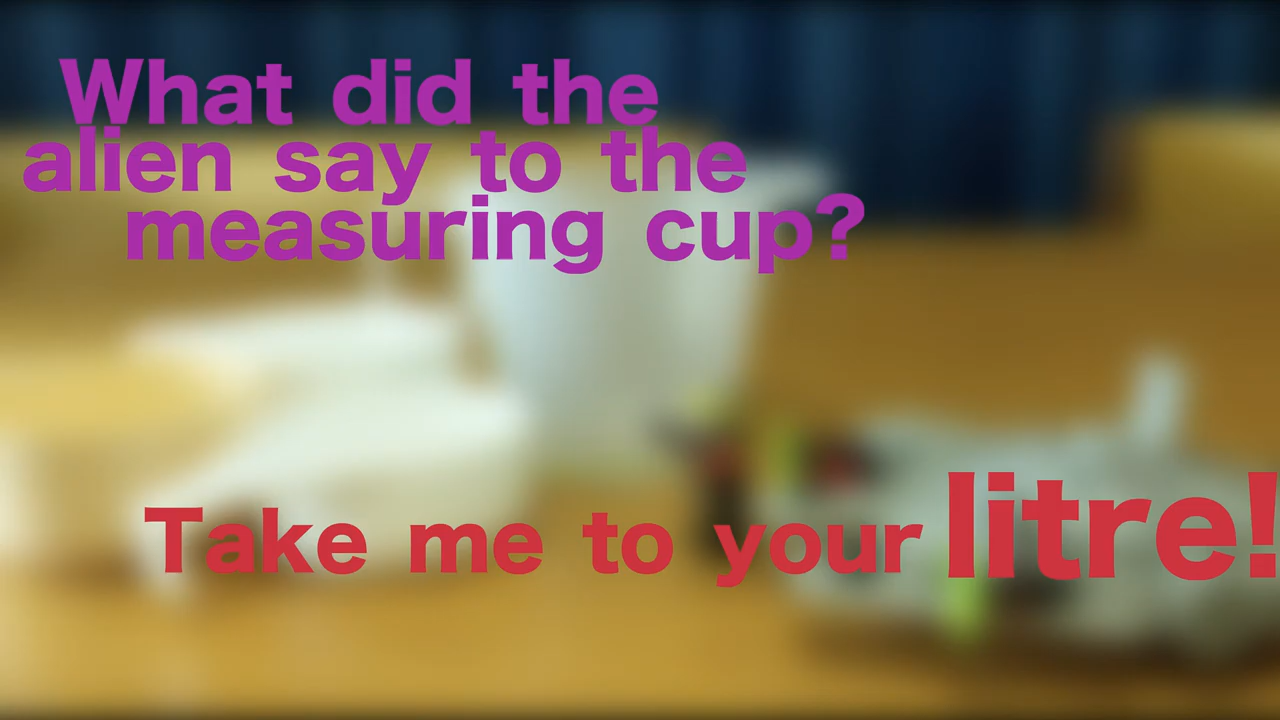 What did the
alien say to the
measuring cup?
Take me to your litre!